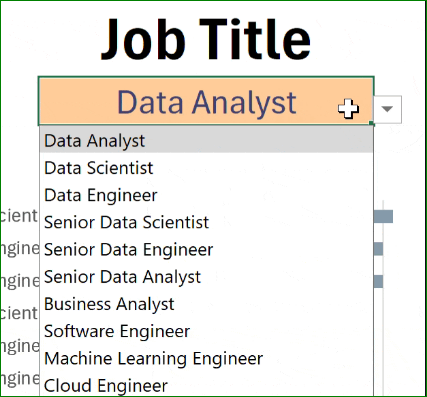 Job Title
Data Analyst
Data Analyst
Data Scientist
Data Engineer
Senior Data Scientist
Senior Data Engineer
Senior Data Analyst
Business Analyst
Software Engineer
Machine Learning Engineer
Cloud Engineer